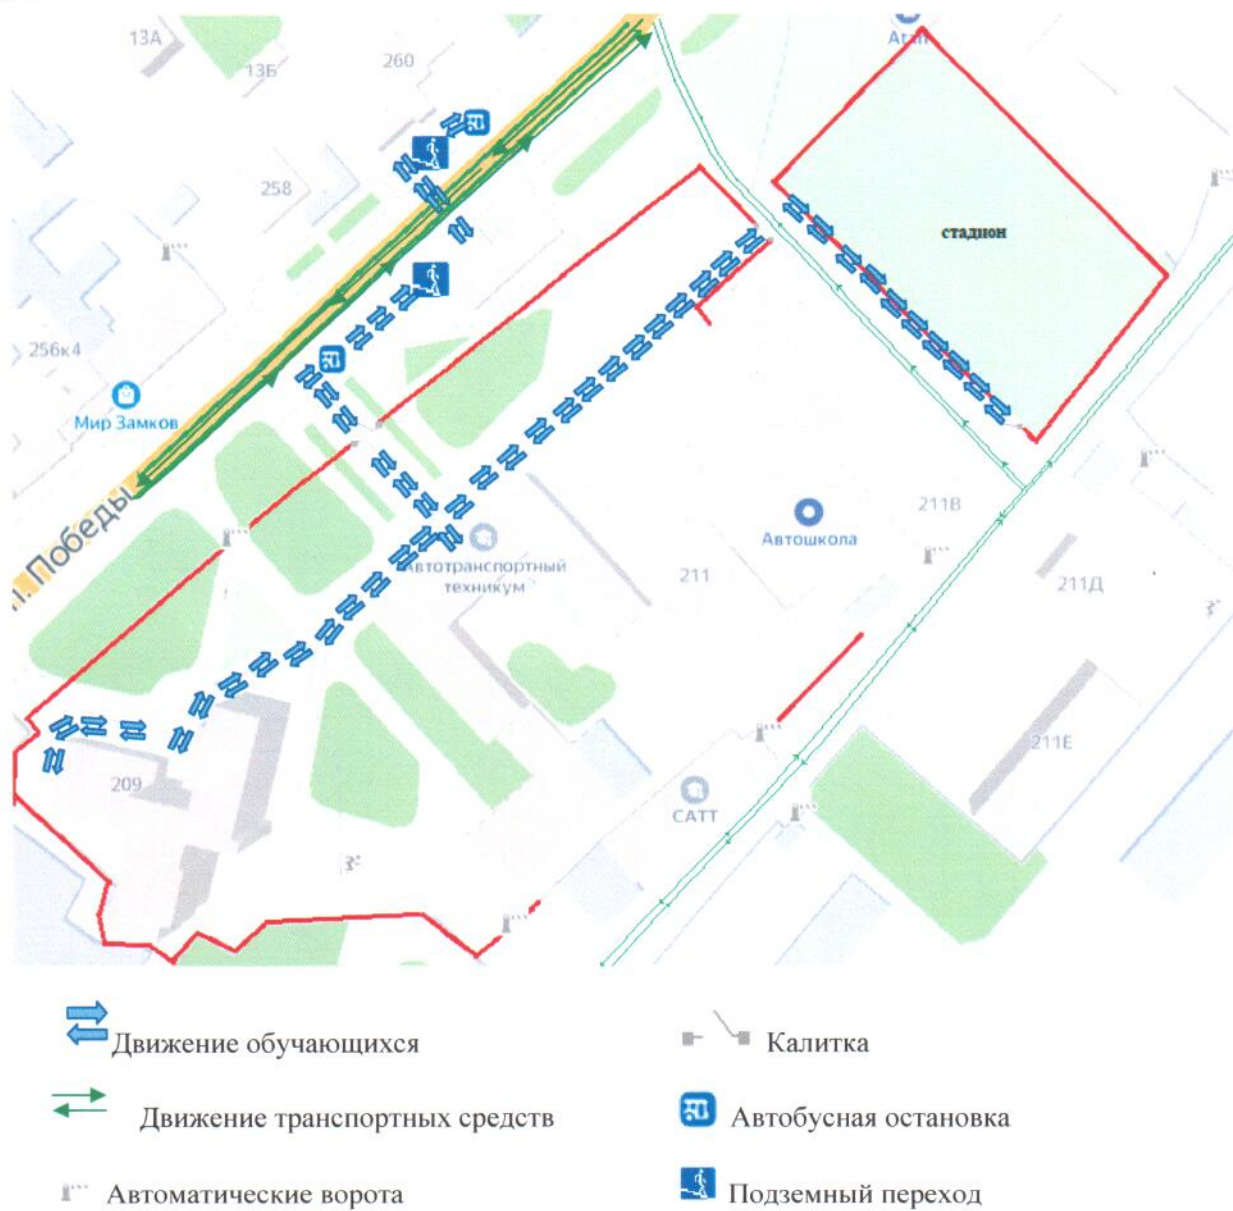 13А
Atan
260
13Б
258
стадион
256к4
Мир Замков
л. Победы
211В
Автошкола
Автотранспортный
техникум
211
211Д
211Е
209
САТТ
Движение обучающихся
Калитка
Движение транспортных средств
Автобусная остановка
Автоматические ворота
Подземный переход